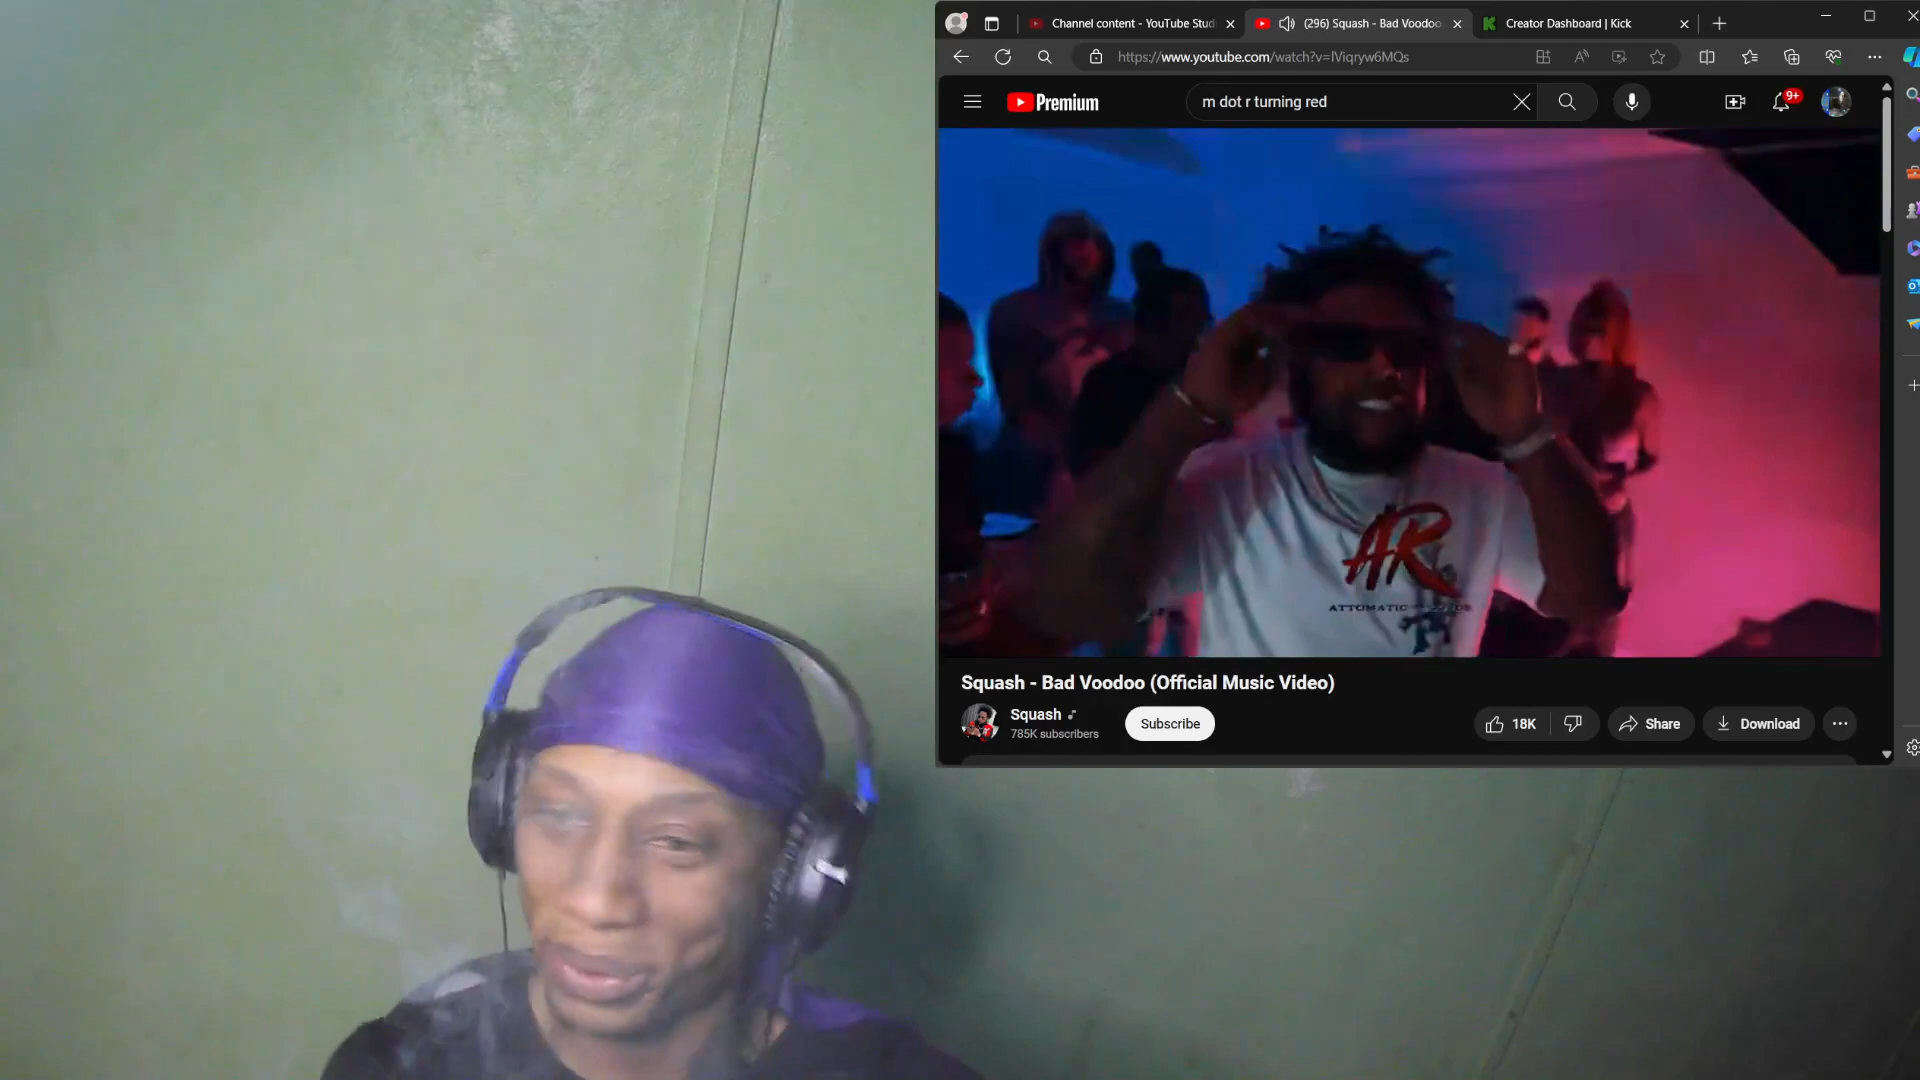 Channel content - YouTube Stud
(296) Squash - Bad Voodoo
Creator Dashboard | Kick
https://www.youtube.com/watch?v=lViqryw6MQs
Premium
m dot r turning red
9+
AR
Squash - Bad Voodoo (Official Music Video)
Squash
785K subscribers
Subscribe
18K
Share
Download